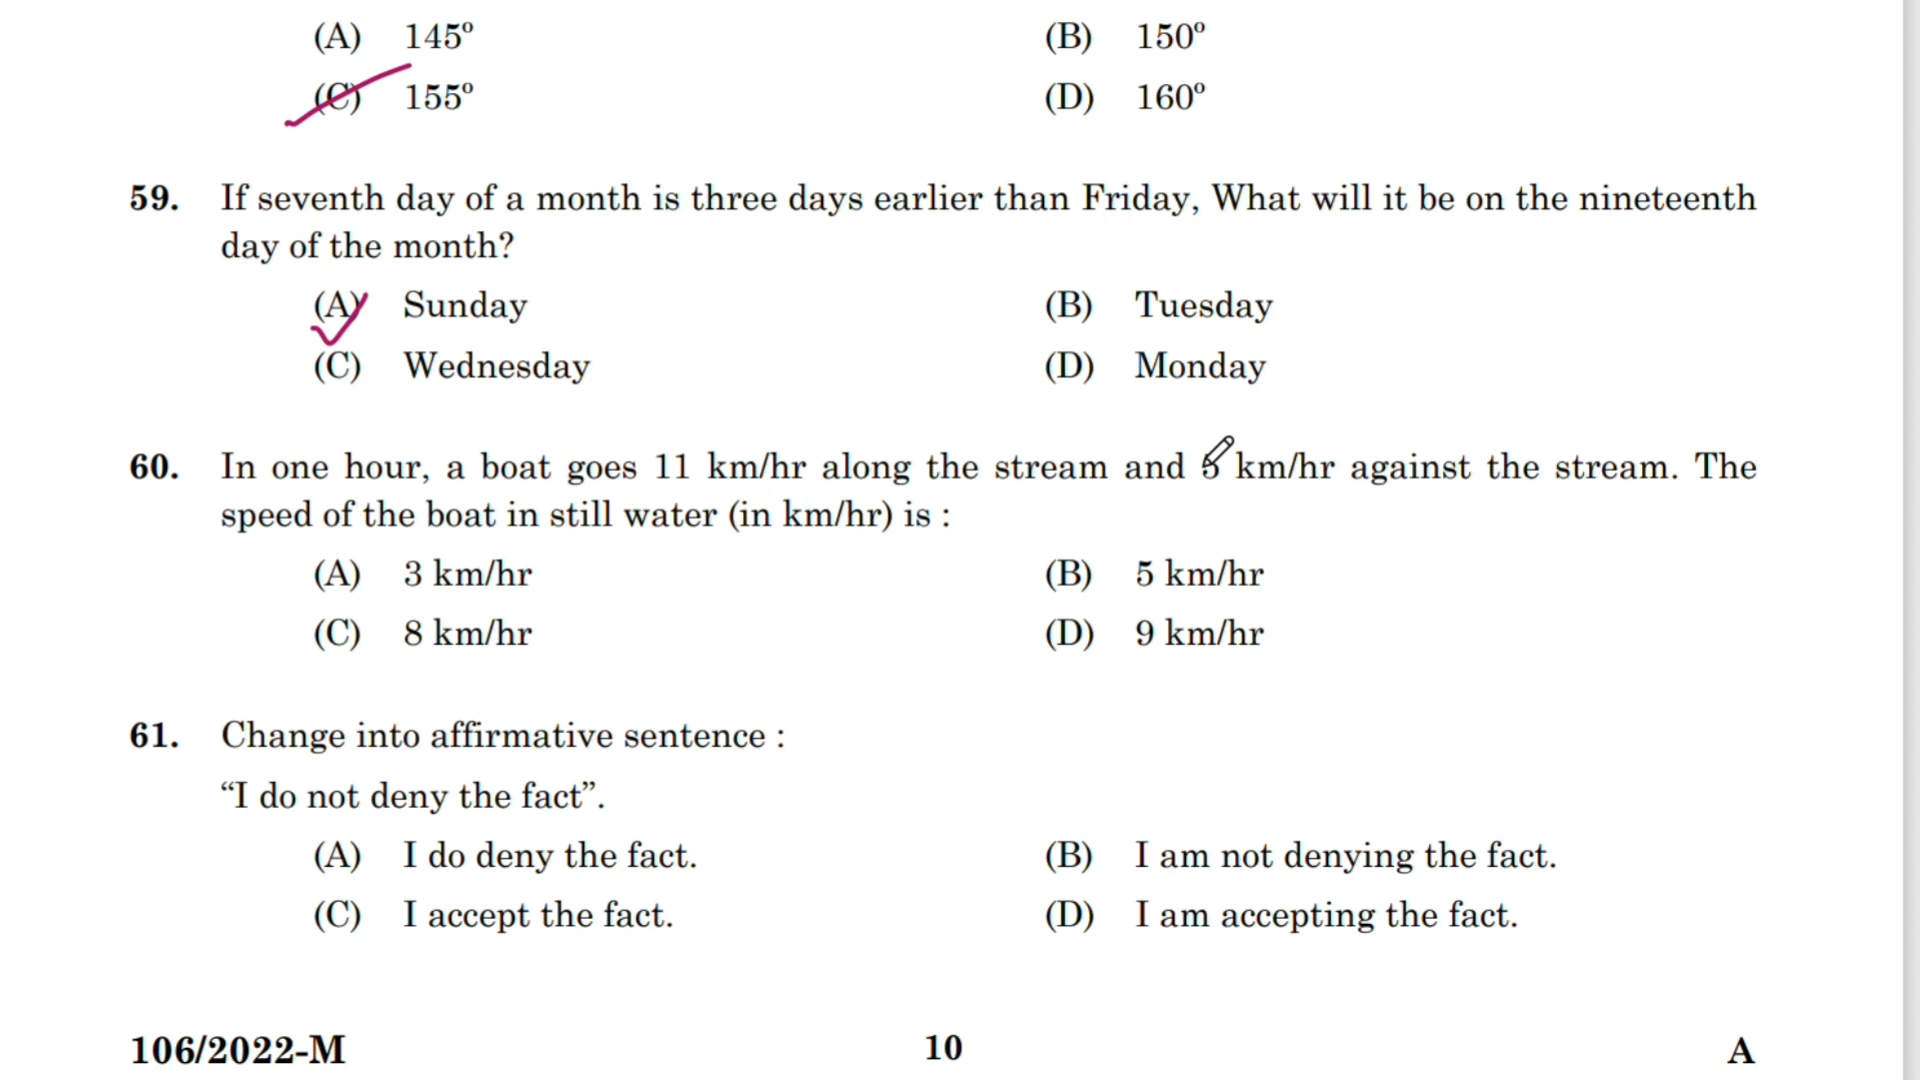 (A) 145° (B) 150°
(C) 155° (D) 160°
59. If seventh day of a month is three days earlier than Friday, What will it be on the nineteenth
day of the month?
(A) Sunday (B) Tuesday
(C) Wednesday (D) Monday
60. In one hour, a boat goes 11 km/hr along the stream and 5 km/hr against the stream. The
speed of the boat in still water (in km/hr) is :
(A) 3 km/hr (B) 5 km/hr
(C) 8 km/hr (D) 9 km/hr
61. Change into affirmative sentence :
“I do not deny the fact”.
(A) I do deny the fact. (B) I am not denying the fact.
(C) I accept the fact. (D) I am accepting the fact.
106/2022-M 10 A